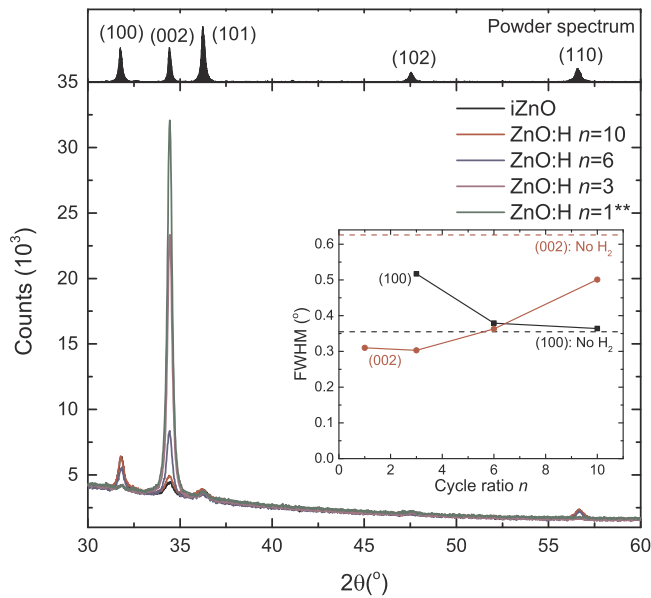 Powder spectrum
(100)
(002)
(101)
(102)
(110)
35
30
25
20
15
10
5
Counts (10³)
iZnO
ZnO:H n=10
ZnO:H n=6
ZnO:H n=3
ZnO:H n=1**
0.6
0.5
0.4
0.3
0.2
0.1
0.0
FWHM (°)
(002): No H₂
(100)
(002)
(100): No H₂
0 2 4 6 8 10
Cycle ratio n
30 35 40 45 50 55 60
2θ(°)